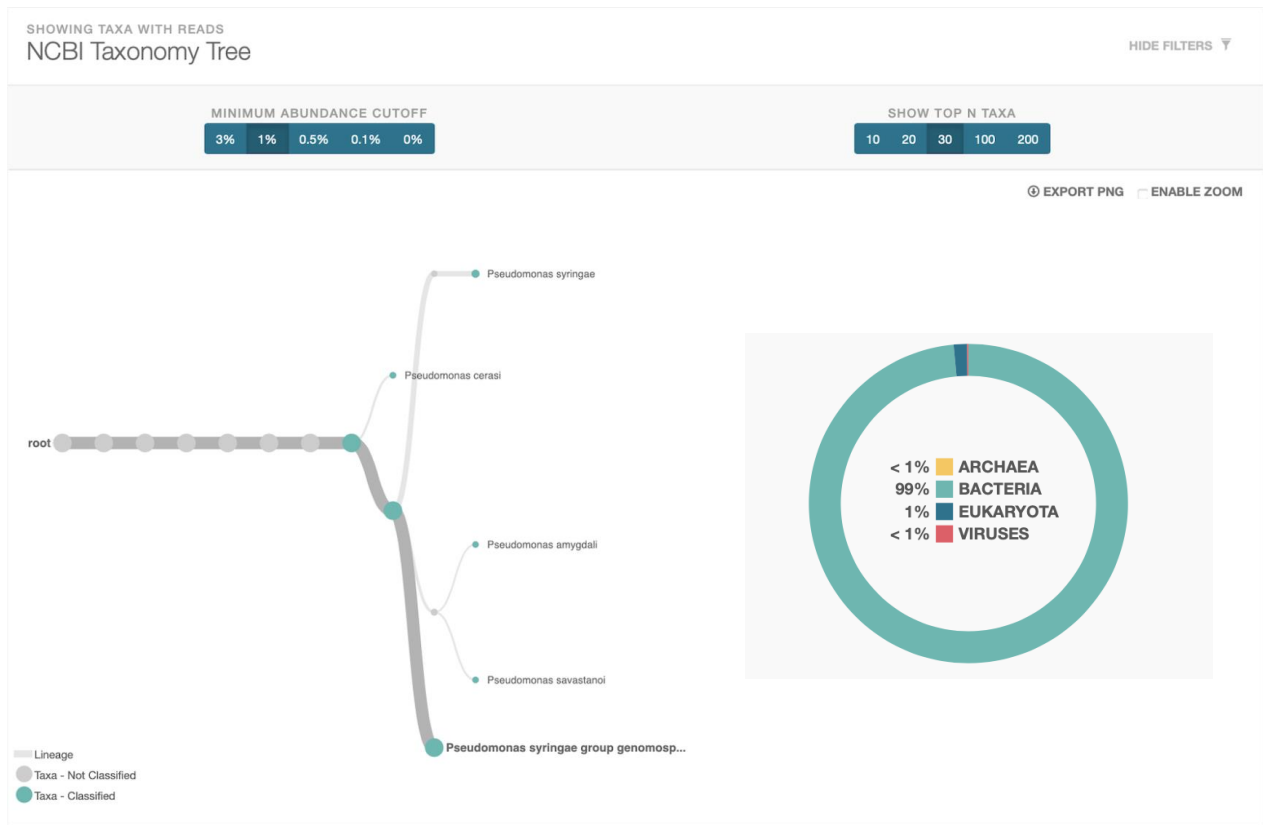 SHOWING TAXA WITH READS
NCBI Taxonomy Tree
HIDE FILTERS
MINIMUM ABUNDANCE CUTOFF
3% 1% 0.5% 0.1% 0%
SHOW TOP N TAXA
10 20 30 100 200
EXPORT PNG ENABLE ZOOM
Pseudomonas syringae
Pseudomonas cerasi
root
Pseudomonas amygdali
Pseudomonas savastanoi
Pseudomonas syringae group genomosp...
< 1% ARCHAEA
99% BACTERIA
1% EUKARYOTA
< 1% VIRUSES
Lineage
Taxa - Not Classified
Taxa - Classified